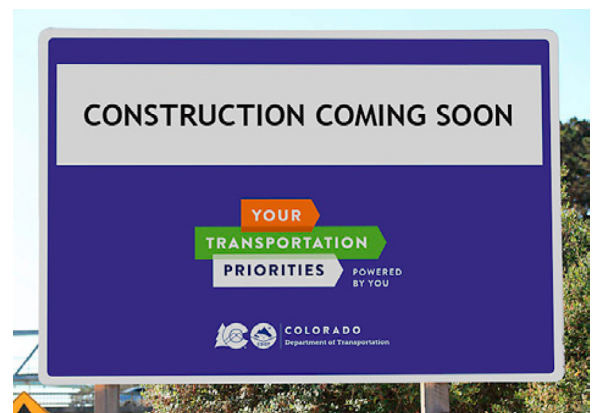 CONSTRUCTION COMING SOON
YOUR
TRANSPORTATION
PRIORITIES
POWERED
BY YOU
COLORADO
Department of Transportation